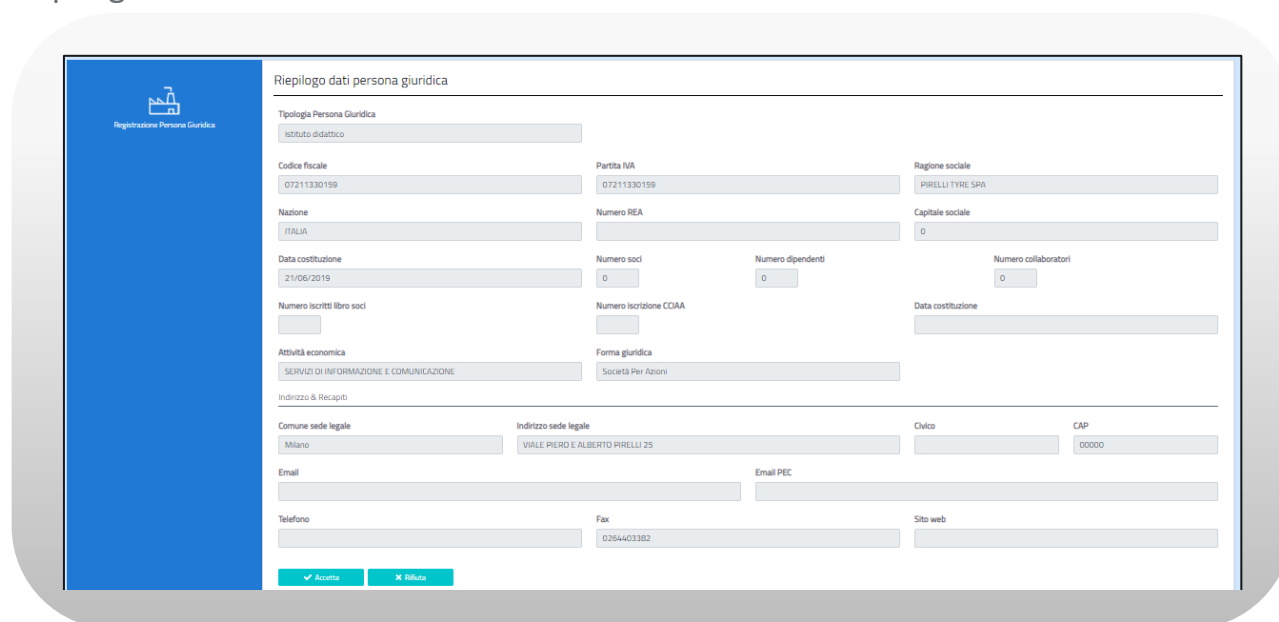 Riepilogo dati persona giuridica
Registrazione Persona Giuridica
Tipologia Persona Giuridica
Istituto didattico
Codice fiscale Partita IVA Ragione sociale
07211330159 07211330159 PIRELLI TYRE SPA
Nazione Numero REA Capitale sociale
ITALIA 0
Data costituzione Numero soci Numero dipendenti Numero collaboratori
21/06/2019 0 0 0
Numero iscritti libro soci Numero iscrizione CCIAA Data costituzione
Attività economica Forma giuridica
SERVIZI DI INFORMAZIONE E COMUNICAZIONE Società Per Azioni
Indirizzo & Recapiti
Comune sede legale Indirizzo sede legale Civico CAP
Milano VIALE PIERO E ALBERTO PIRELLI 25 00000
Email Email PEC
Telefono Fax Sito web
0264403382
Accetta Rifiuta